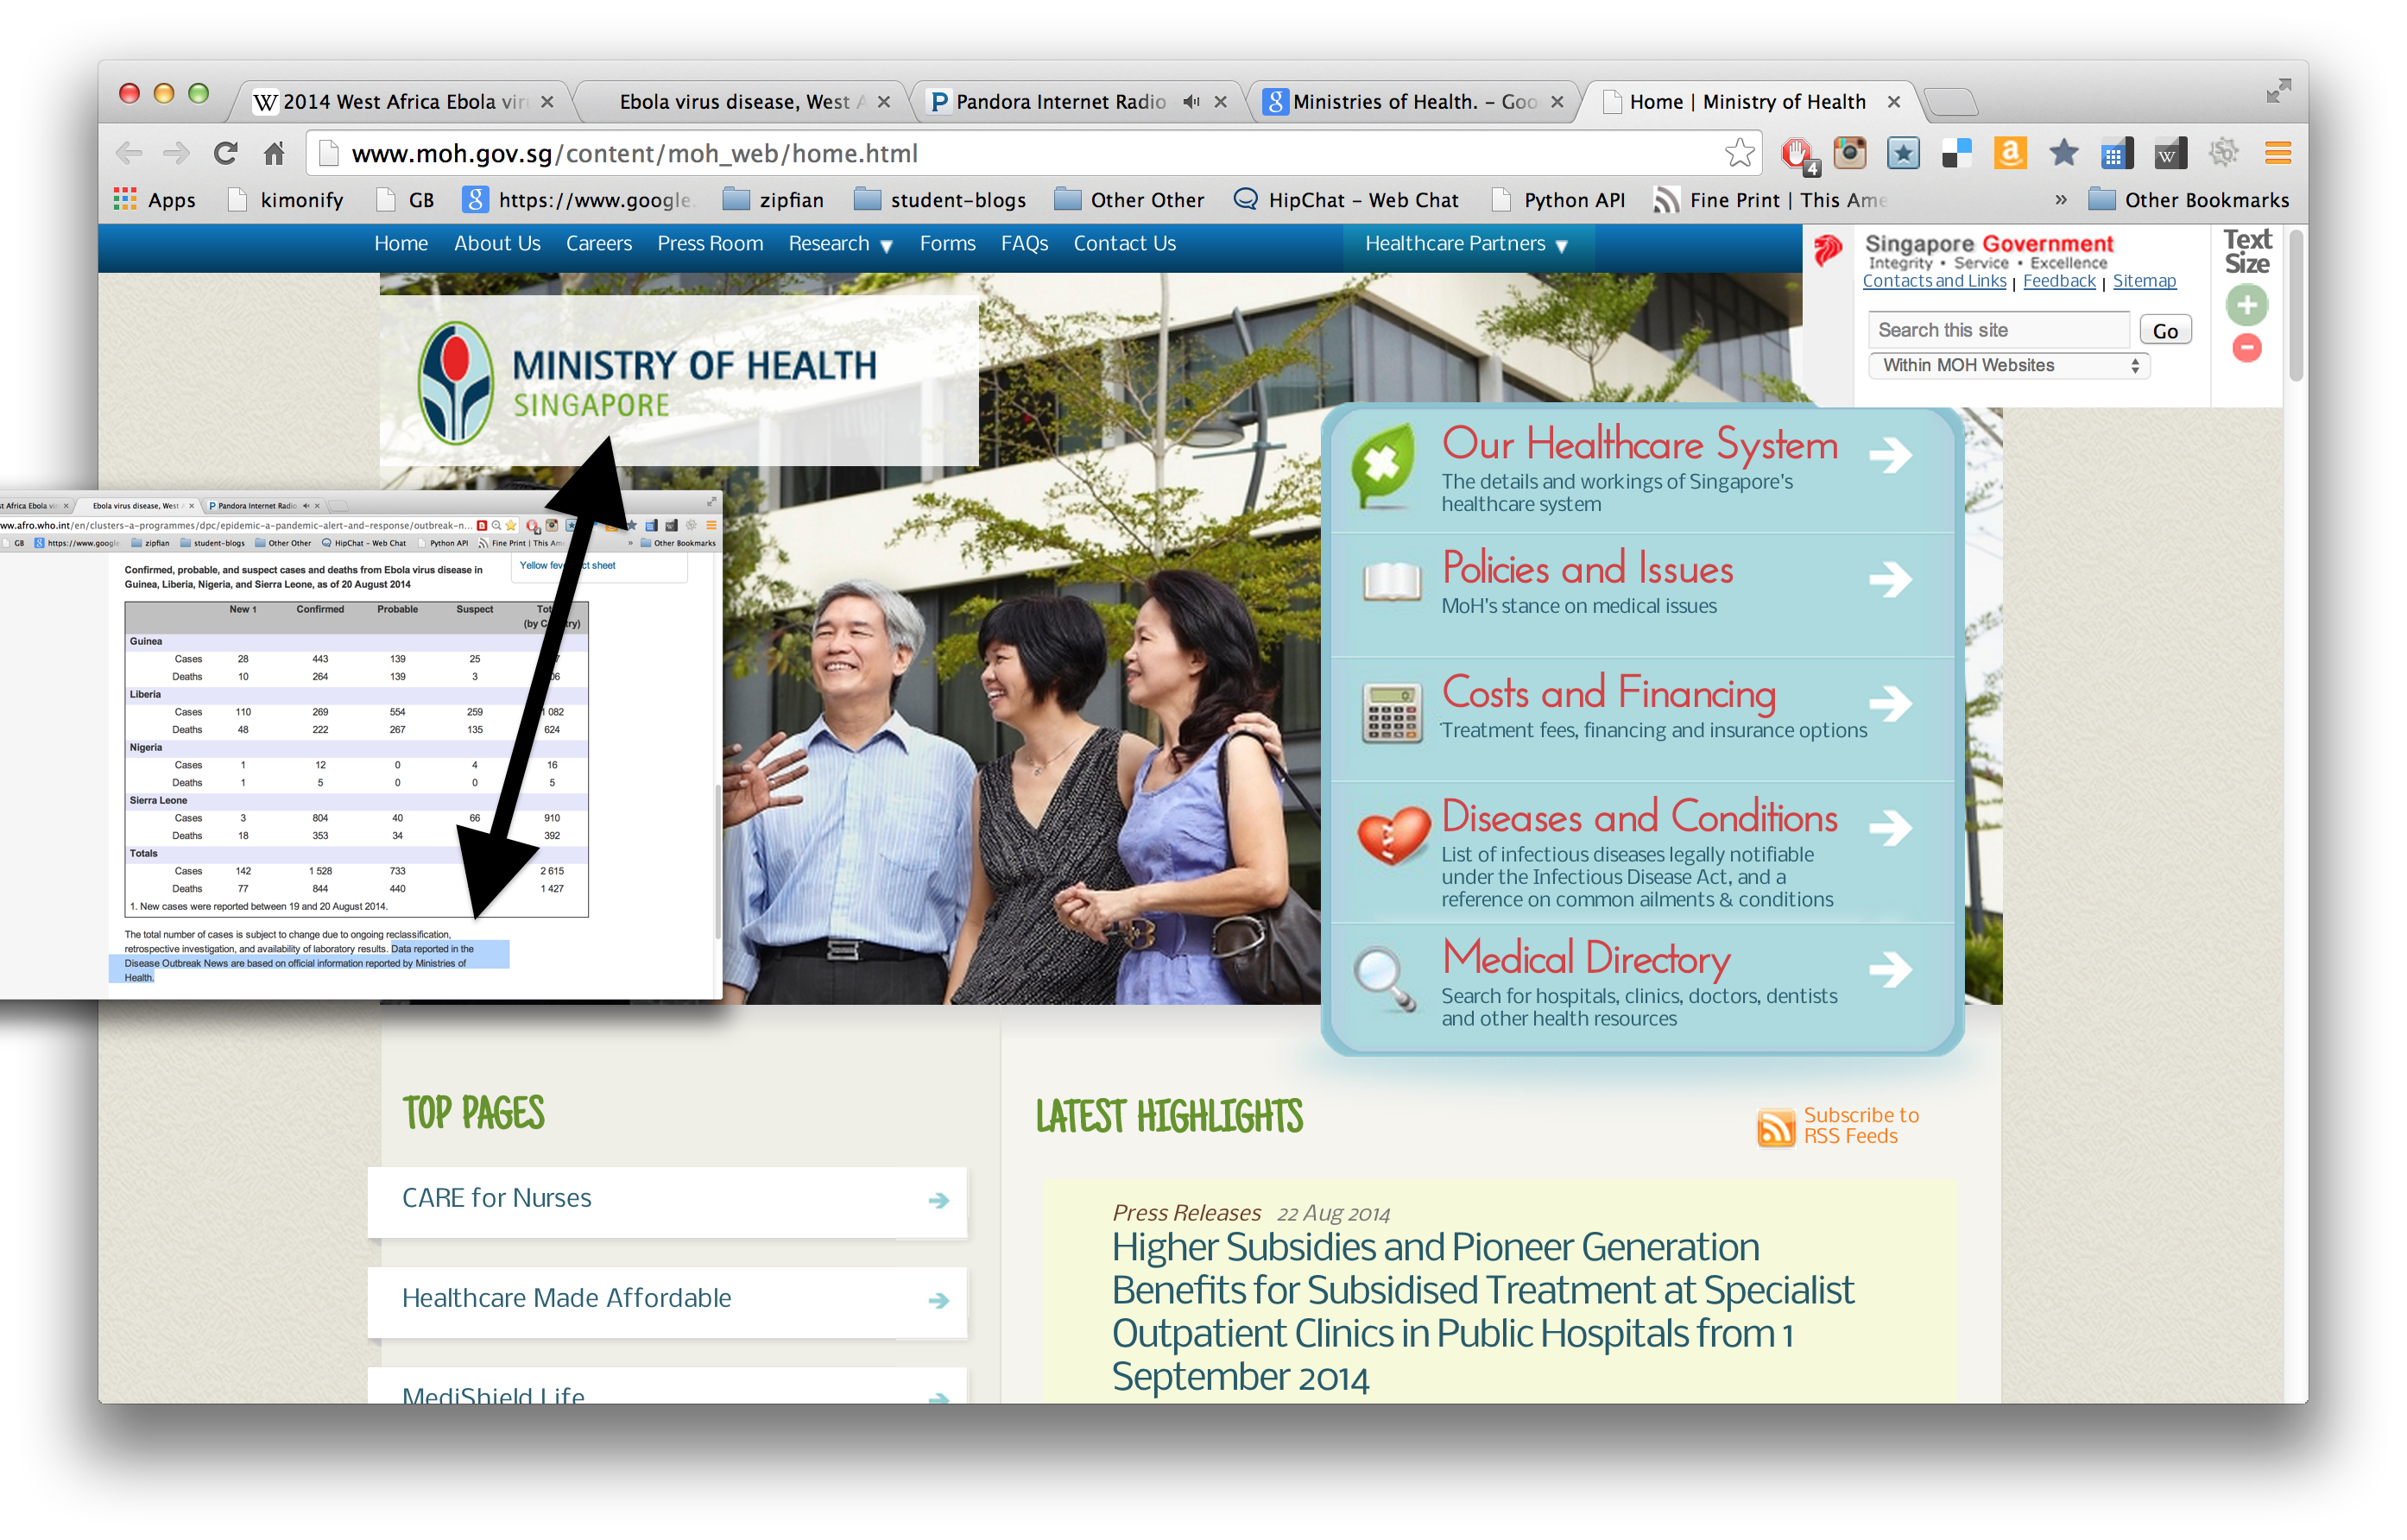 2014 West Africa Ebola vir
Ebola virus disease, West A
Pandora Internet Radio
Ministries of Health. – Goo
Home | Ministry of Health
www.moh.gov.sg/content/moh_web/home.html
4
Apps
kimonify
GB
https://www.google.
zipfian
student-blogs
Other Other
HipChat – Web Chat
Python API
Fine Print | This Ame
» Other Bookmarks
Home About Us Careers Press Room Research Forms FAQs Contact Us
Healthcare Partners
Singapore Government
Integrity • Service • Excellence
Contacts and Links | Feedback | Sitemap
Search this site
Go
Within MOH Websites
Text
Size
MINISTRY OF HEALTH
SINGAPORE
Our Healthcare System
The details and workings of Singapore's
healthcare system
Policies and Issues
MoH's stance on medical issues
Costs and Financing
Treatment fees, financing and insurance options
Diseases and Conditions
List of infectious diseases legally notifiable
under the Infectious Disease Act, and a
reference on common ailments & conditions
Medical Directory
Search for hospitals, clinics, doctors, dentists
and other health resources
st Africa Ebola vi
Ebola virus disease, West A
Pandora Internet Radio
ww.afro.who.int/en/clusters-a-programmes/dpc/epidemic-a-pandemic-alert-and-response/outbreak-n...
GB https://www.google zipfian student-blogs Other Other HipChat – Web Chat Python API Fine Print | This Am » Other Bookmarks
Yellow fev ct sheet
Confirmed, probable, and suspect cases and deaths from Ebola virus disease in
Guinea, Liberia, Nigeria, and Sierra Leone, as of 20 August 2014
New 1 Confirmed Probable Suspect Tot
(by C try)
Guinea
Cases 28 443 139 25
Deaths 10 264 139 3
Liberia
Cases 110 269 554 259 1 082
Deaths 48 222 267 135 624
Nigeria
Cases 1 12 0 4 16
Deaths 1 5 0 0 5
Sierra Leone
Cases 3 804 40 66 910
Deaths 18 353 34 392
Totals
Cases 142 1 528 733 2 615
Deaths 77 844 440 1 427
1. New cases were reported between 19 and 20 August 2014.
The total number of cases is subject to change due to ongoing reclassification,
retrospective investigation, and availability of laboratory results. Data reported in the
Disease Outbreak News are based on official information reported by Ministries of
Health.
TOP PAGES
CARE for Nurses
Healthcare Made Affordable
MediShield Life
LATEST HIGHLIGHTS
Subscribe to
RSS Feeds
Press Releases 22 Aug 2014
Higher Subsidies and Pioneer Generation
Benefits for Subsidised Treatment at Specialist
Outpatient Clinics in Public Hospitals from 1
September 2014